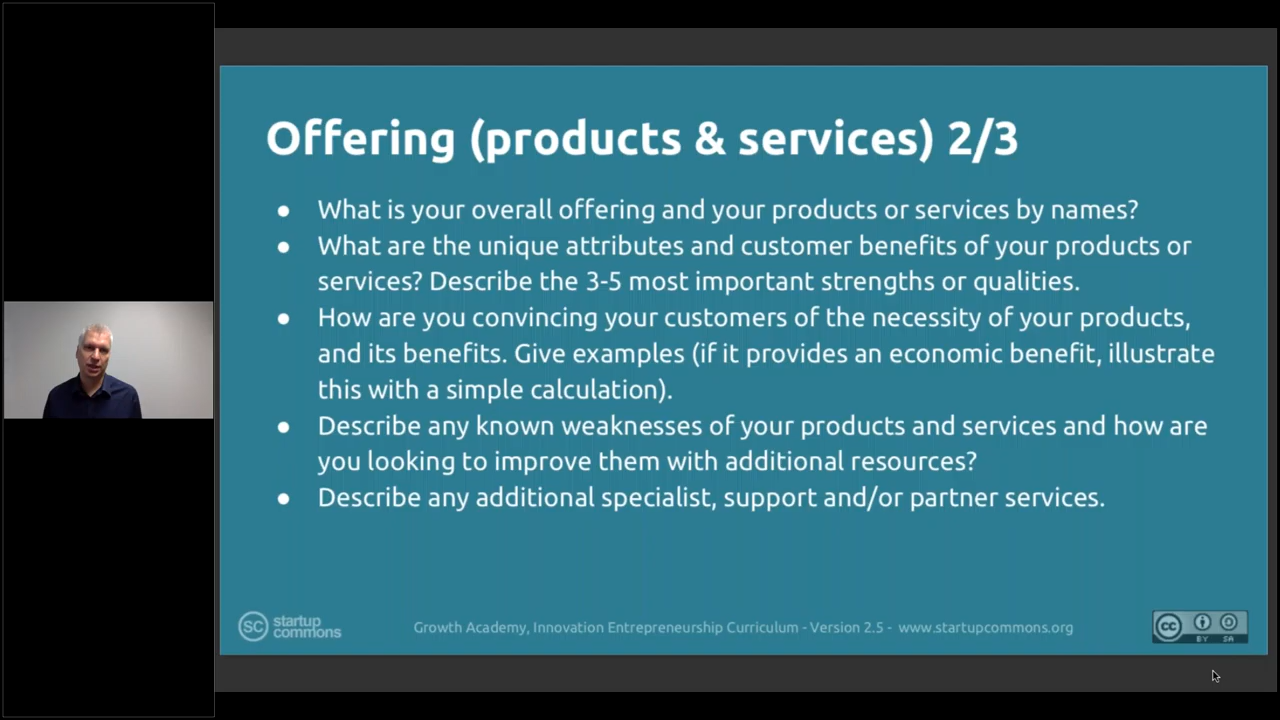 Offering (products & services) 2/3
● What is your overall offering and your products or services by names?
● What are the unique attributes and customer benefits of your products or
services? Describe the 3-5 most important strengths or qualities.
● How are you convincing your customers of the necessity of your products,
and its benefits. Give examples (if it provides an economic benefit, illustrate
this with a simple calculation).
● Describe any known weaknesses of your products and services and how are
you looking to improve them with additional resources?
● Describe any additional specialist, support and/or partner services.
SC startup
commons
Growth Academy, Innovation Entrepreneurship Curriculum - Version 2.5 - www.startupcommons.org
cc
BY SA